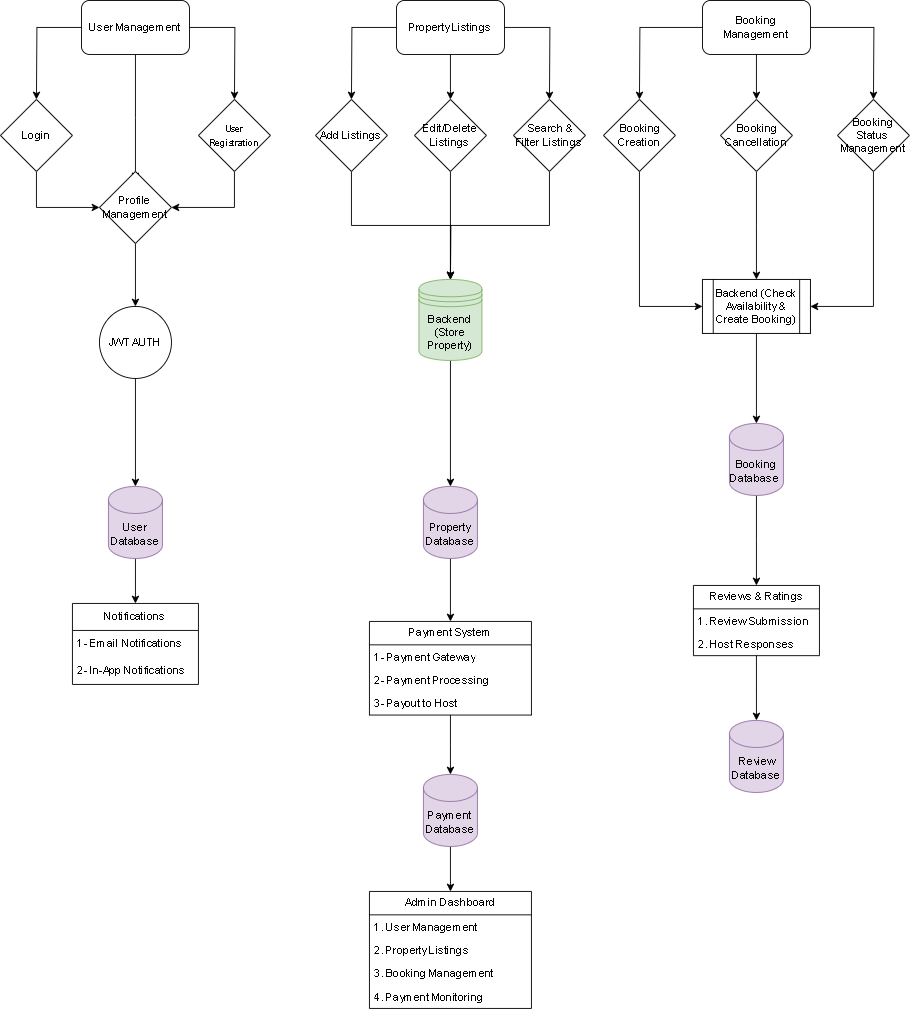 User Management
Login
User
Registration
Profile
Management
JWT AUTH
User
Database
Notifications
1- Email Notifications
2- In-App Notifications
Property Listings
Add Listings
Edit/Delete
Listings
Search &
Filter Listings
Backend
(Store
Property)
Property
Database
Payment System
1- Payment Gateway
2- Payment Processing
3- Payout to Host
Payment
Database
Admin Dashboard
1. User Management
2. Property Listings
3. Booking Management
4. Payment Monitoring
Booking
Management
Booking
Creation
Booking
Cancellation
Booking
Status
Management
Backend (Check
Availability &
Create Booking)
Booking
Database
Reviews & Ratings
1. Review Submission
2. Host Responses
Review
Database